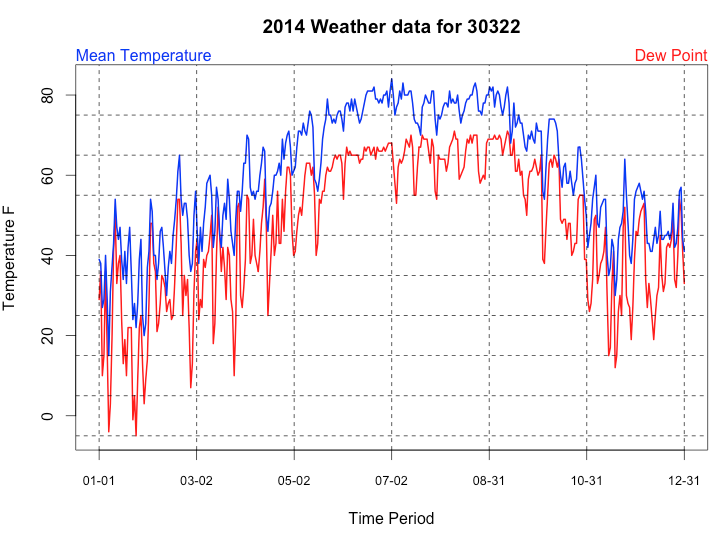 2014 Weather data for 30322
Mean Temperature
Dew Point
80
60
40
20
0
Temperature F
01-01
03-02
05-02
07-02
08-31
10-31
12-31
Time Period